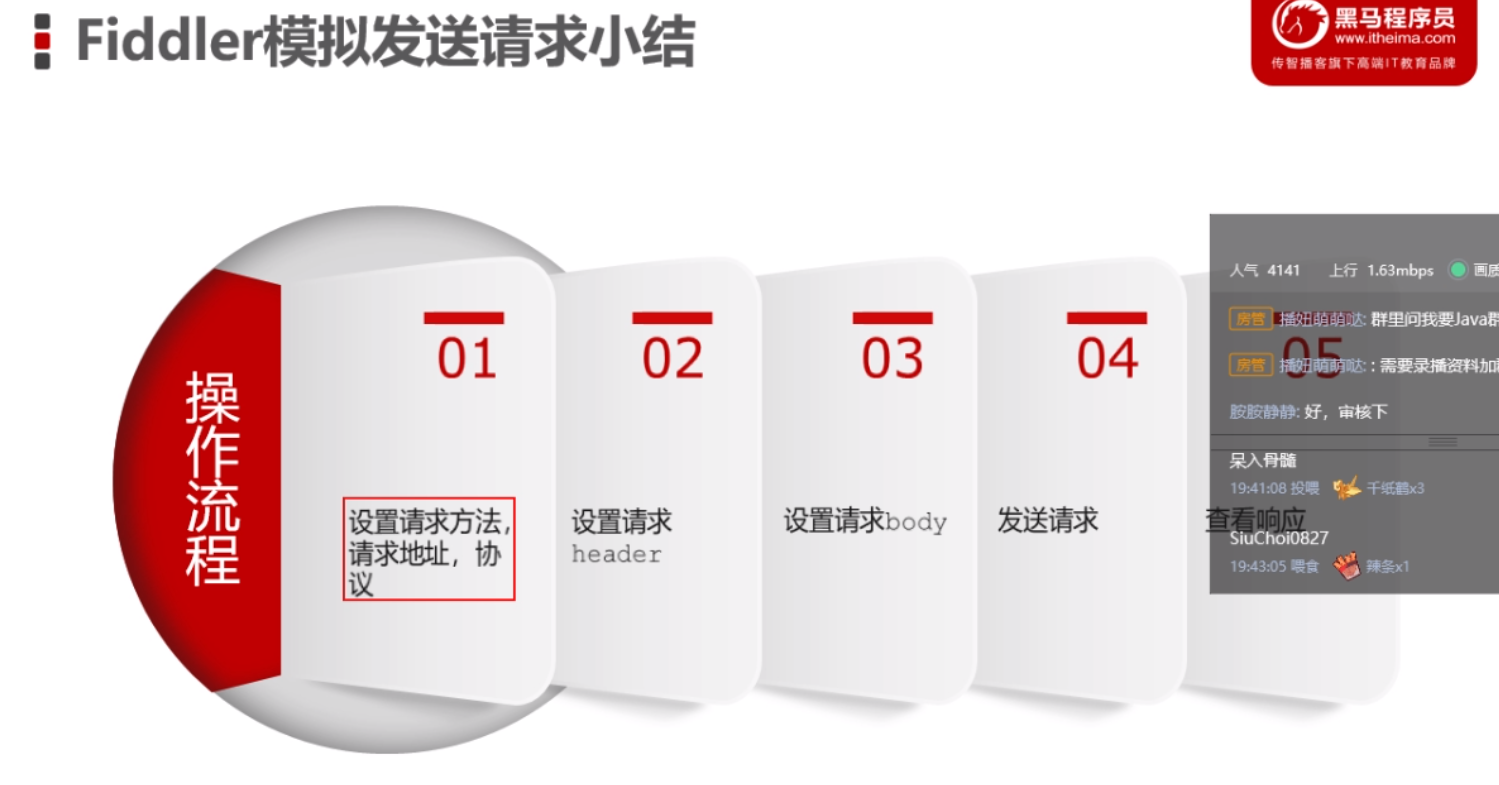 Fiddler模拟发送请求小结
黑马程序员
www.itheima.com
传智播客旗下高端IT教育品牌
操作流程
01
设置请求方法，
请求地址，协
议
02
设置请求
header
03
设置请求body
04
发送请求
05
查看响应
人气 4141 上行 1.63mbps 画质
房管 播妞萌萌哒: 群里问我要Java群
房管 播妞萌萌哒: : 需要录播资料加
胺胺静静: 好，审核下
呆入骨髓
19:41:08 投喂 千纸鹤x3
SiuChoi0827
19:43:05 喂食 辣条x1